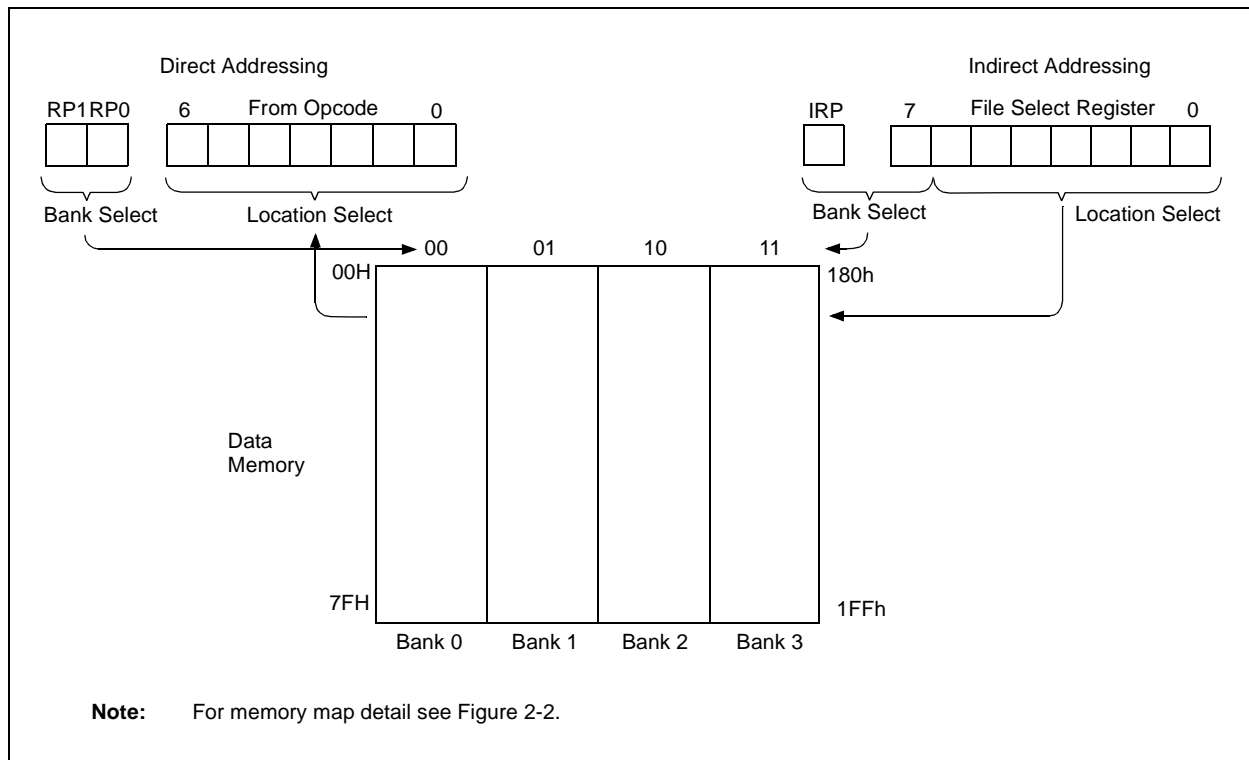 Direct Addressing
Indirect Addressing
RP1RP0 6 From Opcode 0
IRP 7 File Select Register 0
Bank Select Location Select
Bank Select Location Select
00 01 10 11
00H
180h
Data
Memory
7FH
1FFh
Bank 0 Bank 1 Bank 2 Bank 3
Note: For memory map detail see Figure 2-2.